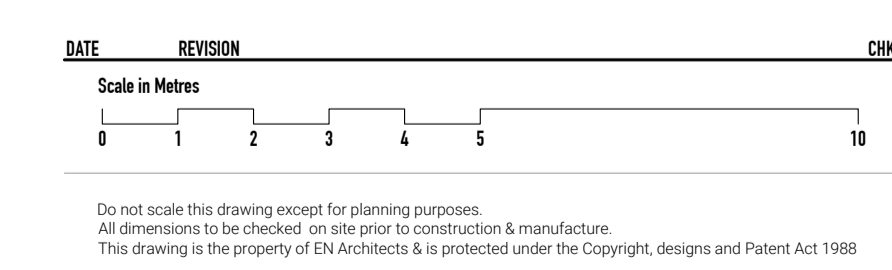 DATE REVISION
Scale in Metres
0 1 2 3 4 5 10
Do not scale this drawing except for planning purposes.
All dimensions to be checked on site prior to construction & manufacture.
This drawing is the property of EN Architects & is protected under the Copyright, designs and Patent Act 1988